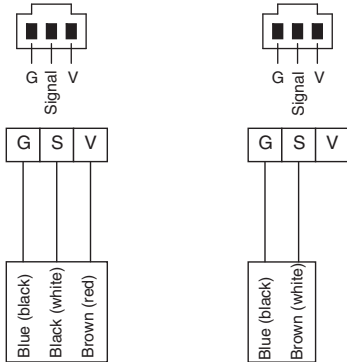 G Signal V
G S V
Blue (black)
Black (white)
Brown (red)
G Signal V
G S V
Blue (black)
Brown (white)